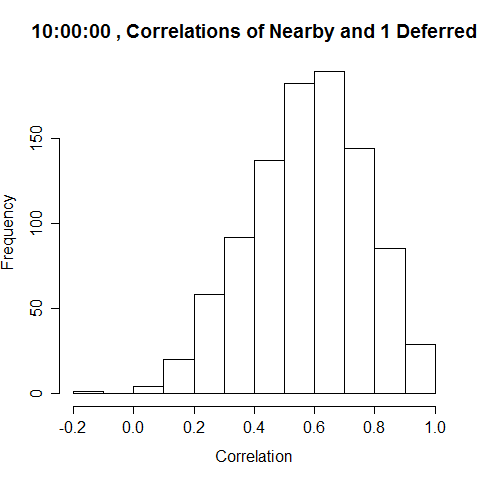 10:00:00 , Correlations of Nearby and 1 Deferred
Frequency
150
100
50
0
-0.2 0.0 0.2 0.4 0.6 0.8 1.0
Correlation